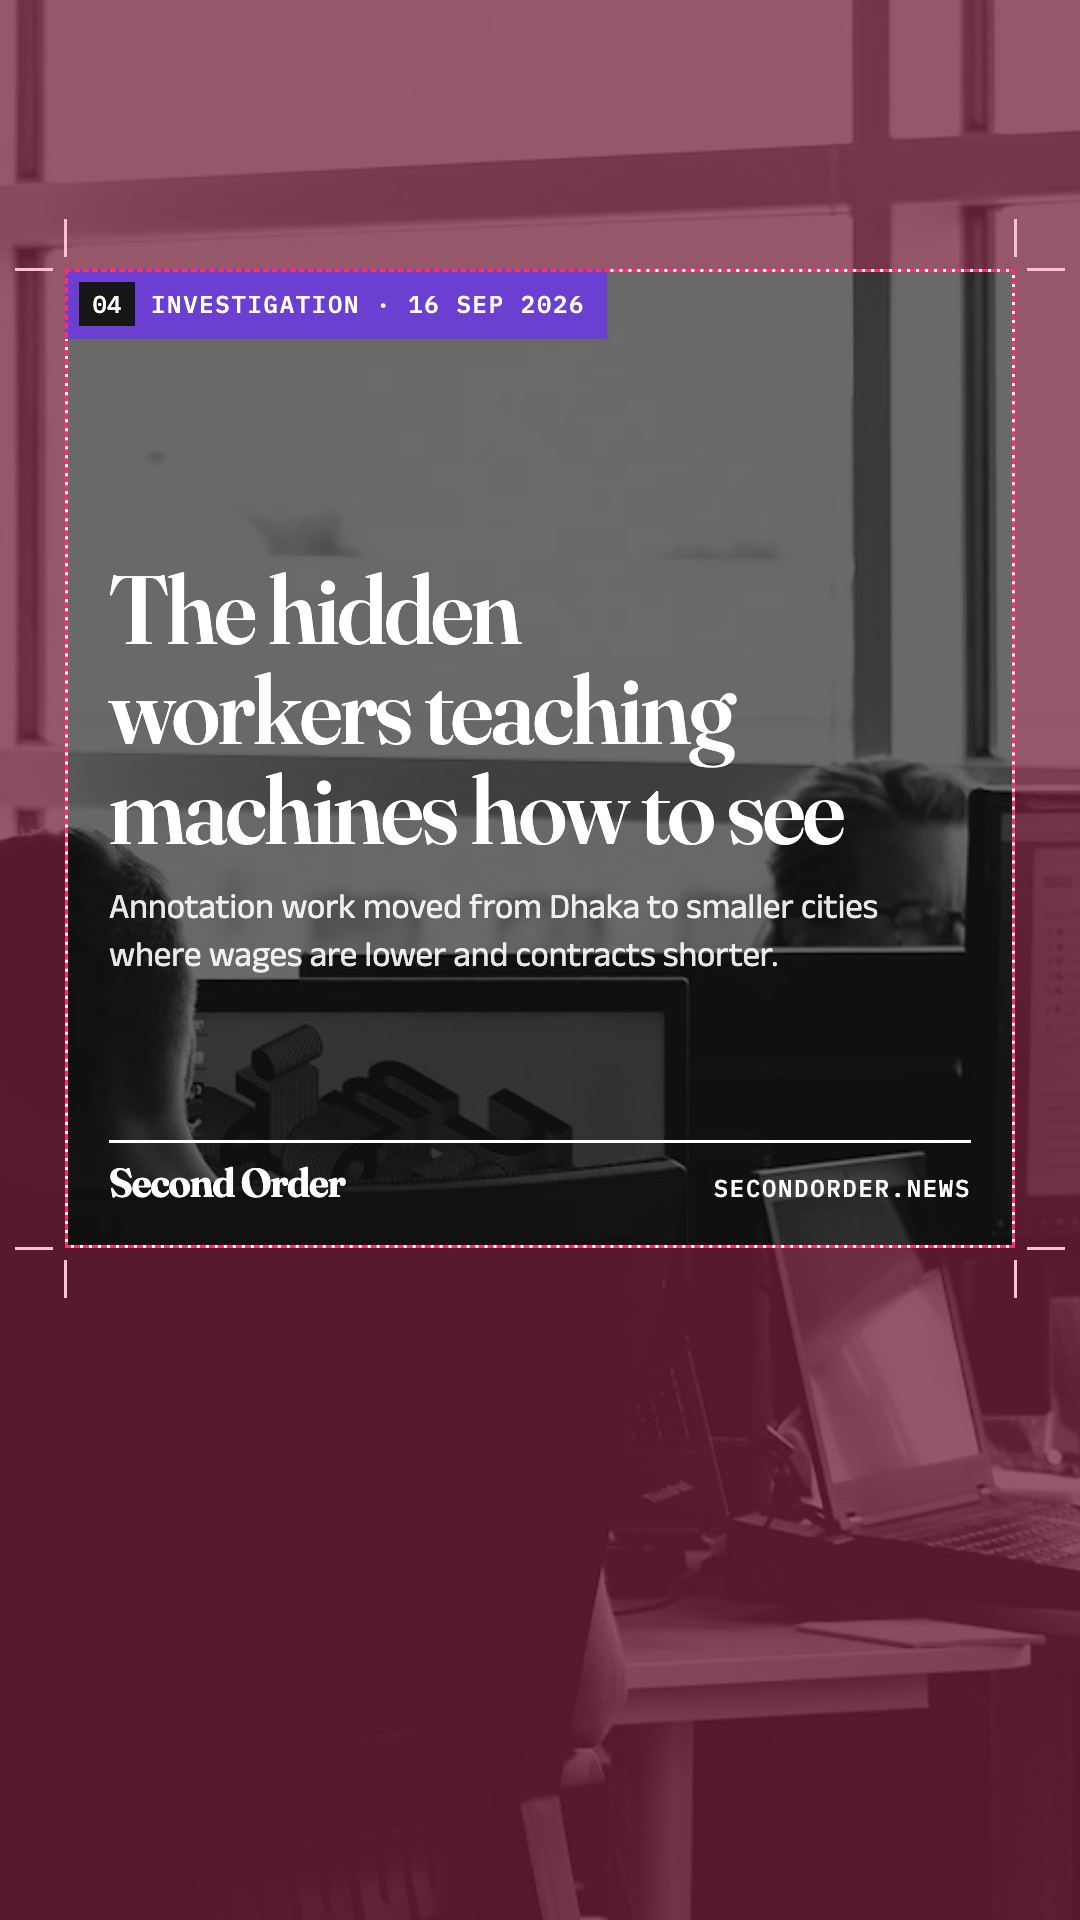 04 INVESTIGATION · 16 SEP 2026
The hidden
workers teaching
machines how to see
Annotation work moved from Dhaka to smaller cities
where wages are lower and contracts shorter.
Second Order
SECONDORDER.NEWS